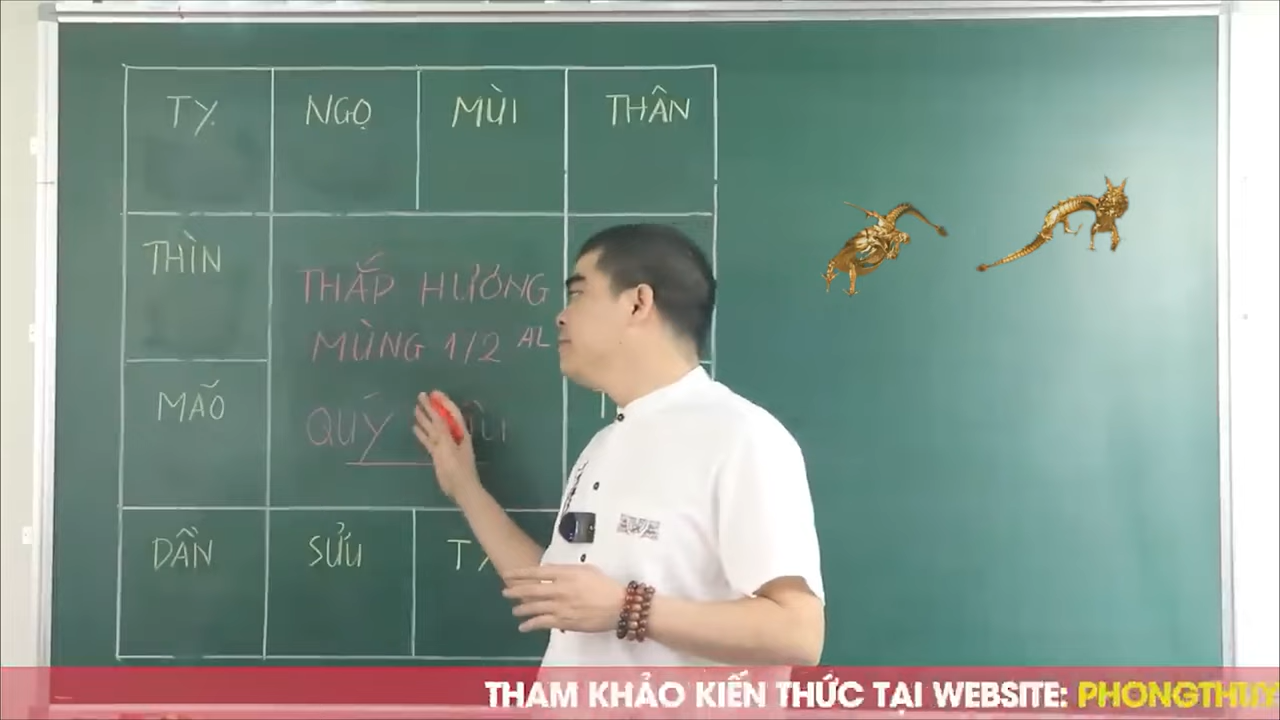 TỴ NGỌ MÙI THÂN
THÌN
THẮP HƯƠNG
MÙNG 1/2 AL
MÃO
QUÝ
DẦN SỬU
THAM KHẢO KIẾN THỨC TẠI WEBSITE: PHONGTHUY